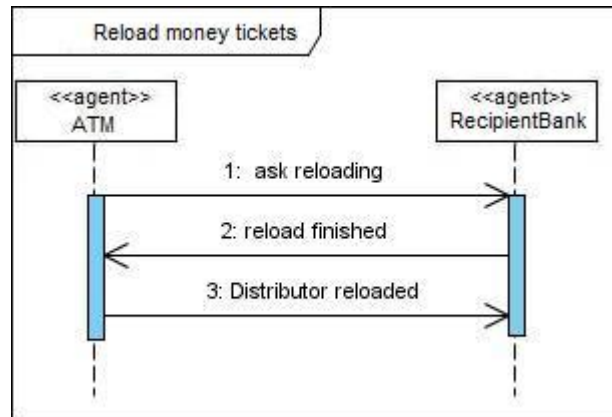 Reload money tickets
<<agent>>
ATM
<<agent>>
RecipientBank
1: ask reloading
2: reload finished
3: Distributor reloaded